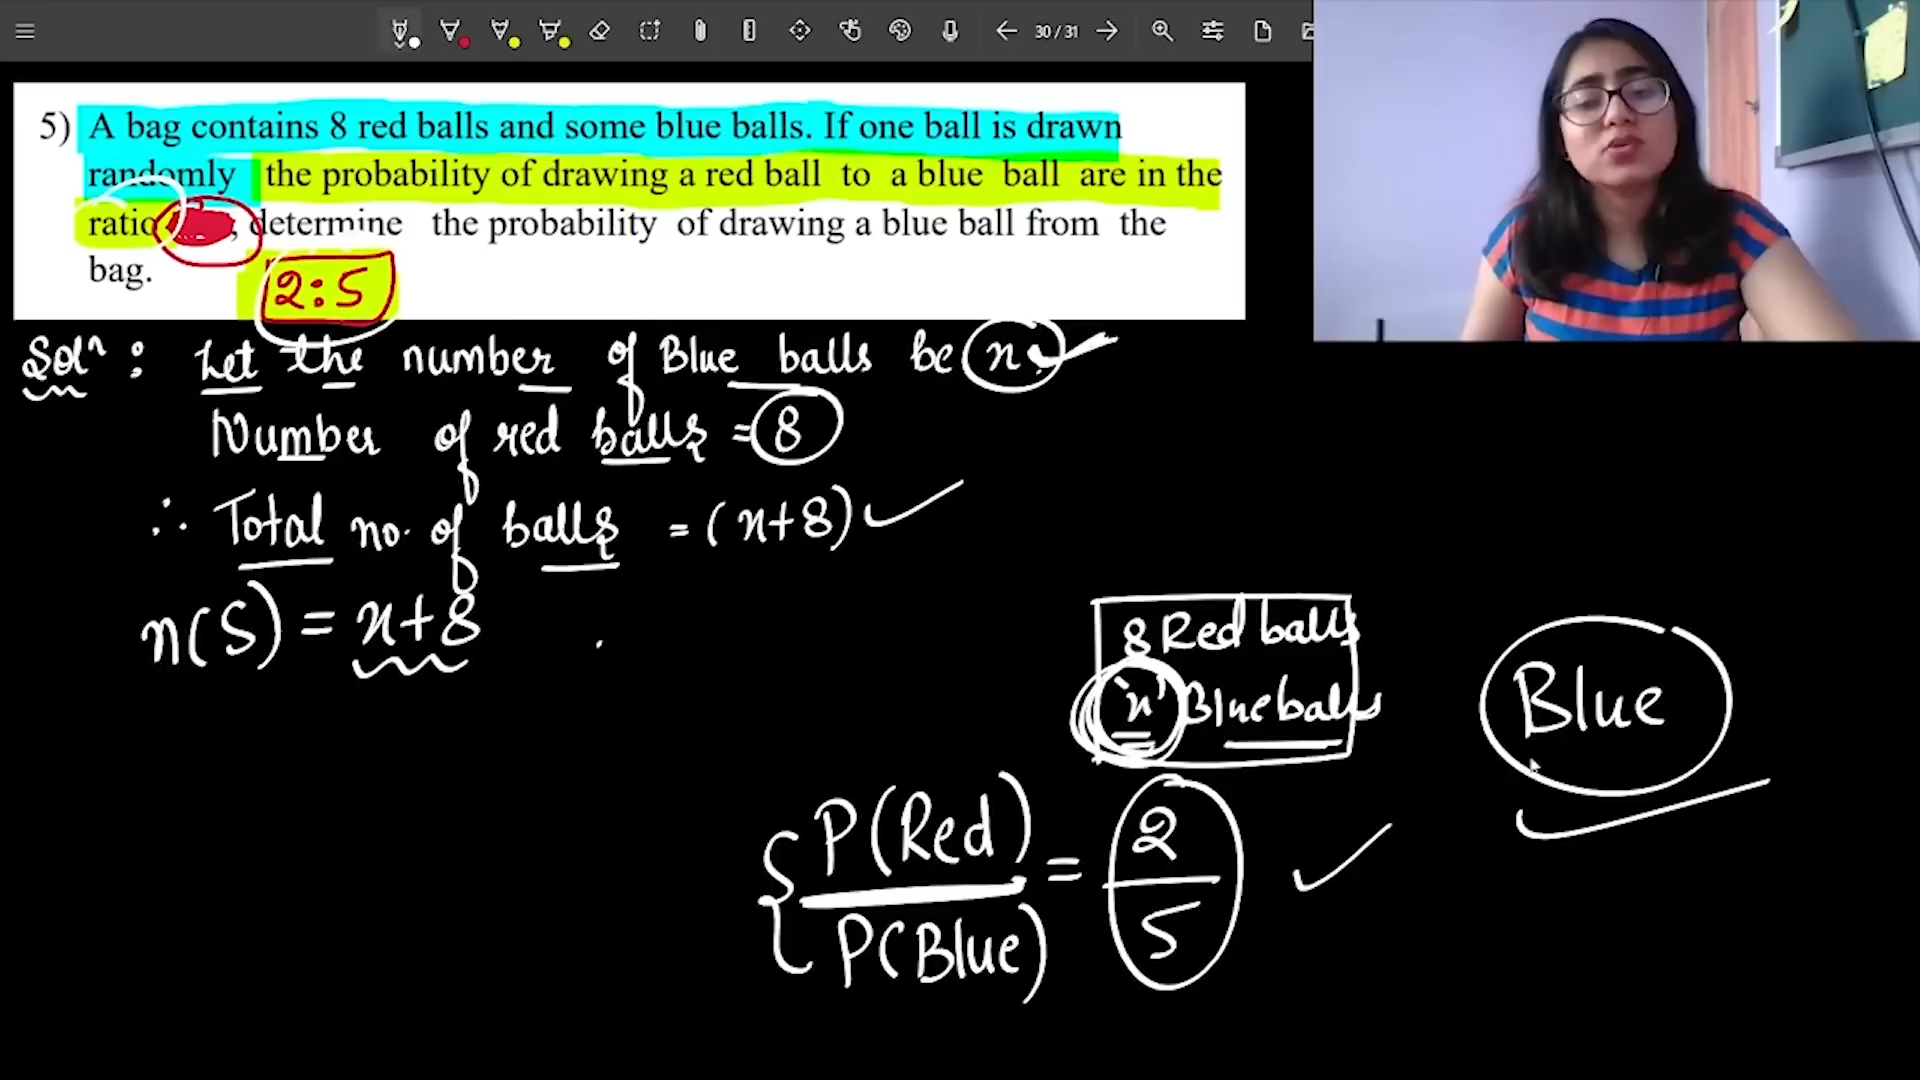 30 / 31
5) A bag contains 8 red balls and some blue balls. If one ball is drawn
randomly the probability of drawing a red ball to a blue ball are in the
ratio , determine the probability of drawing a blue ball from the
bag.
2:5
Solⁿ : Let the number of Blue balls be x
Number of red balls = 8
∴ Total no. of balls = (x+8)
n(S) = x+8
8 Red balls
'x' Blue balls
Blue
P(Red)/P(Blue) = 2/5